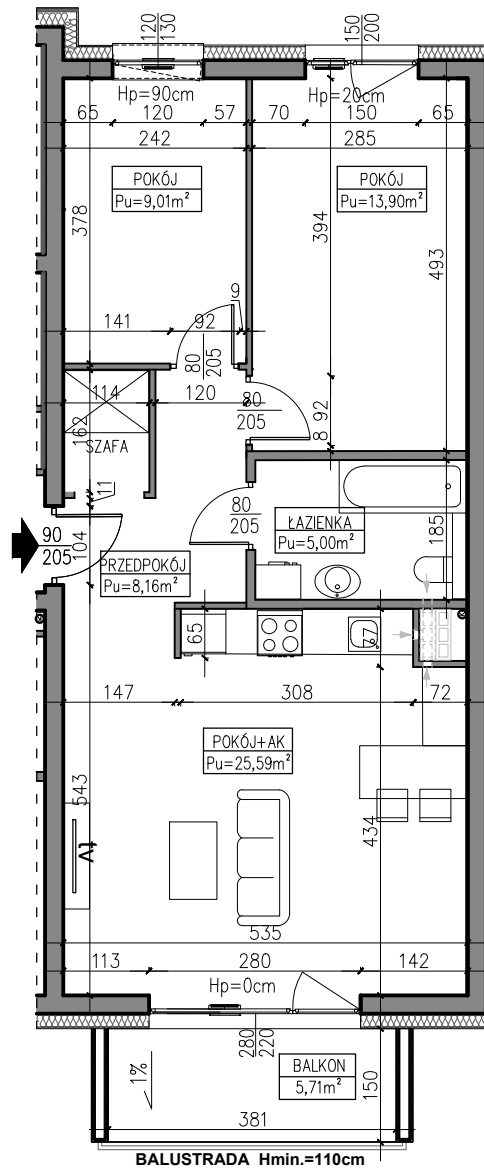 120
130
150
200
Hp=90cm
Hp=20cm
65
120
57
70
150
65
242
285
POKÓJ
Pu=9,01m²
POKÓJ
Pu=13,90m²
378
394
493
9
141
92
80
205
114
120
80
205
92
8
162
SZAFA
11
80
205
ŁAZIENKA
Pu=5,00m²
185
90
205
104
PRZEDPOKÓJ
Pu=8,16m²
65
67
147
308
72
POKÓJ+AK
Pu=25,59m²
543
434
tv
535
113
280
142
Hp=0cm
280
220
BALKON
5,71m²
150
1%
381
BALUSTRADA Hmin.=110cm